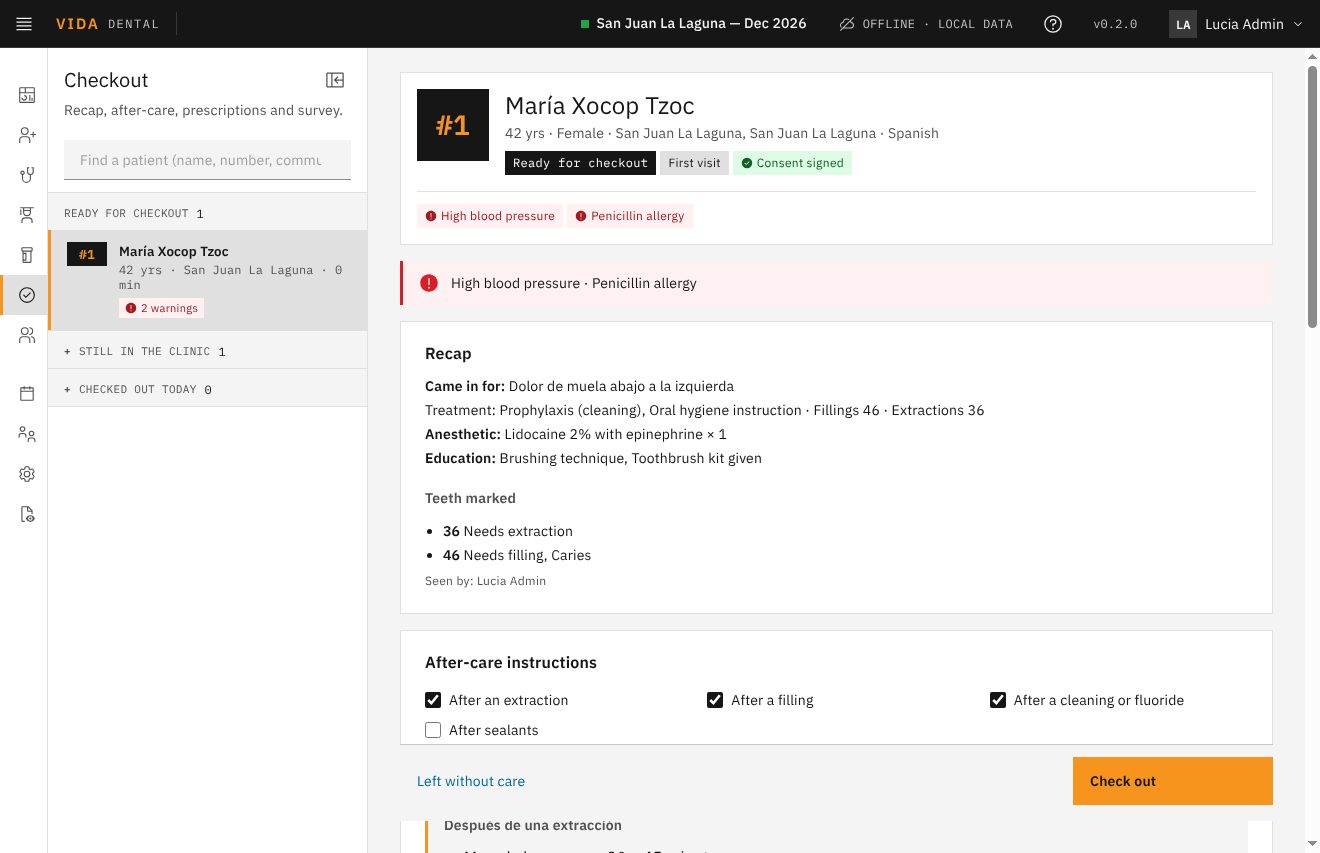 VIDA DENTAL
San Juan La Laguna — Dec 2026
OFFLINE · LOCAL DATA
v0.2.0
LA
Lucia Admin
Checkout
Recap, after-care, prescriptions and survey.
Find a patient (name, number, commu
READY FOR CHECKOUT 1
#1
María Xocop Tzoc
42 yrs · San Juan La Laguna · 0
min
2 warnings
+ STILL IN THE CLINIC 1
+ CHECKED OUT TODAY 0
#1
María Xocop Tzoc
42 yrs · Female · San Juan La Laguna, San Juan La Laguna · Spanish
Ready for checkout
First visit
Consent signed
High blood pressure
Penicillin allergy
High blood pressure · Penicillin allergy
Recap
Came in for: Dolor de muela abajo a la izquierda
Treatment: Prophylaxis (cleaning), Oral hygiene instruction · Fillings 46 · Extractions 36
Anesthetic: Lidocaine 2% with epinephrine × 1
Education: Brushing technique, Toothbrush kit given
Teeth marked
• 36 Needs extraction
• 46 Needs filling, Caries
Seen by: Lucia Admin
After-care instructions
After an extraction
After a filling
After a cleaning or fluoride
After sealants
Left without care
Check out
Después de una extracción